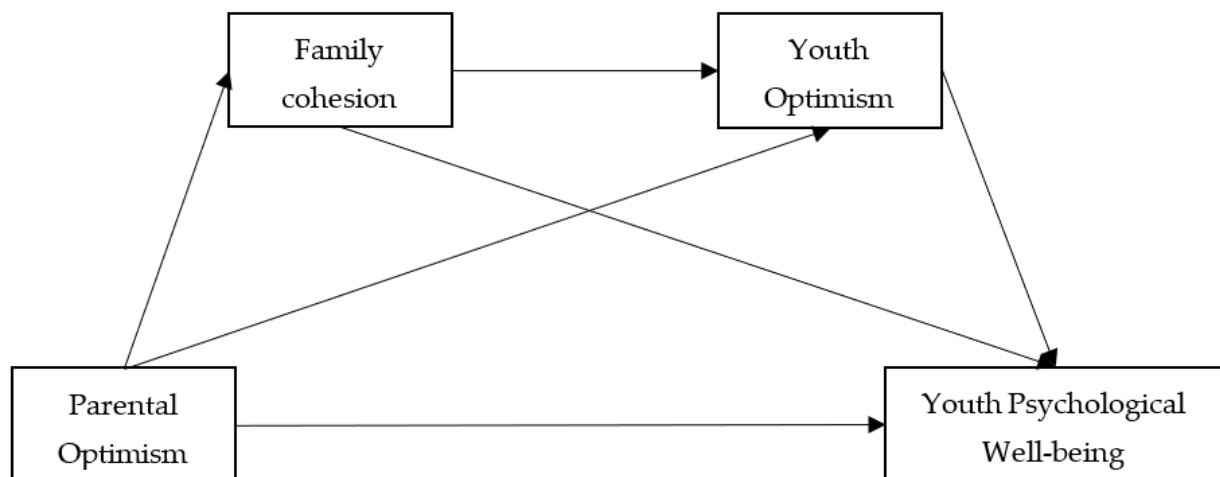 Family
cohesion
Youth
Optimism
Parental
Optimism
Youth Psychological
Well-being